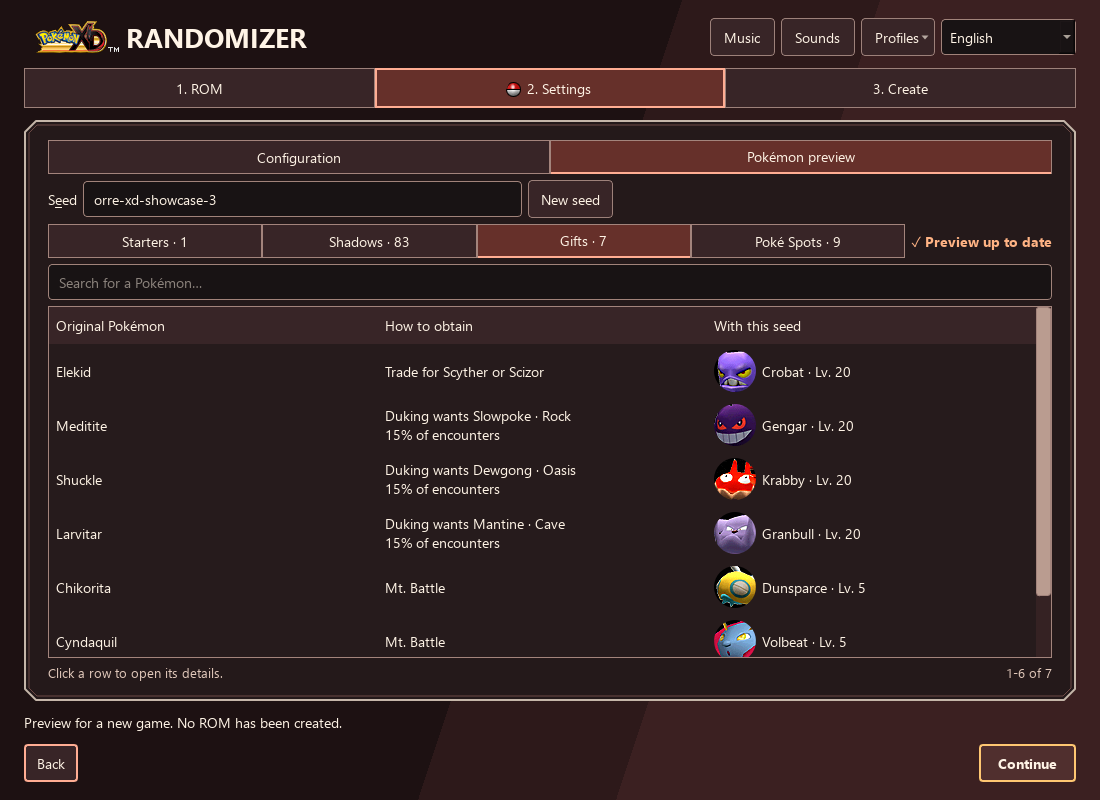 PokémonXD™ RANDOMIZER
Music
Sounds
Profiles
English
1. ROM
2. Settings
3. Create
Configuration
Pokémon preview
Seed
orre-xd-showcase-3
New seed
Starters · 1
Shadows · 83
Gifts · 7
Poké Spots · 9
✓ Preview up to date
Search for a Pokémon...
Original Pokémon
How to obtain
With this seed
Elekid
Trade for Scyther or Scizor
Crobat · Lv. 20
Meditite
Duking wants Slowpoke · Rock
15% of encounters
Gengar · Lv. 20
Shuckle
Duking wants Dewgong · Oasis
15% of encounters
Krabby · Lv. 20
Larvitar
Duking wants Mantine · Cave
15% of encounters
Granbull · Lv. 20
Chikorita
Mt. Battle
Dunsparce · Lv. 5
Cyndaquil
Mt. Battle
Volbeat · Lv. 5
Click a row to open its details.
1-6 of 7
Preview for a new game. No ROM has been created.
Back
Continue